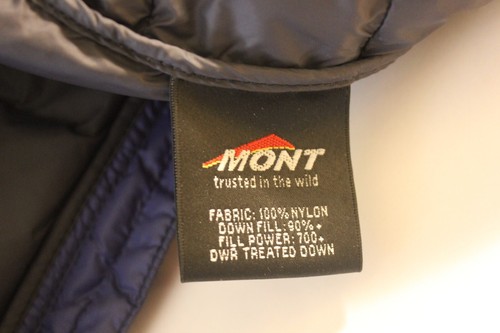 MONT
trusted in the wild
FABRIC: 100% NYLON
DOWN FILL: 90% +
FILL POWER: 700+
DWR TREATED DOWN